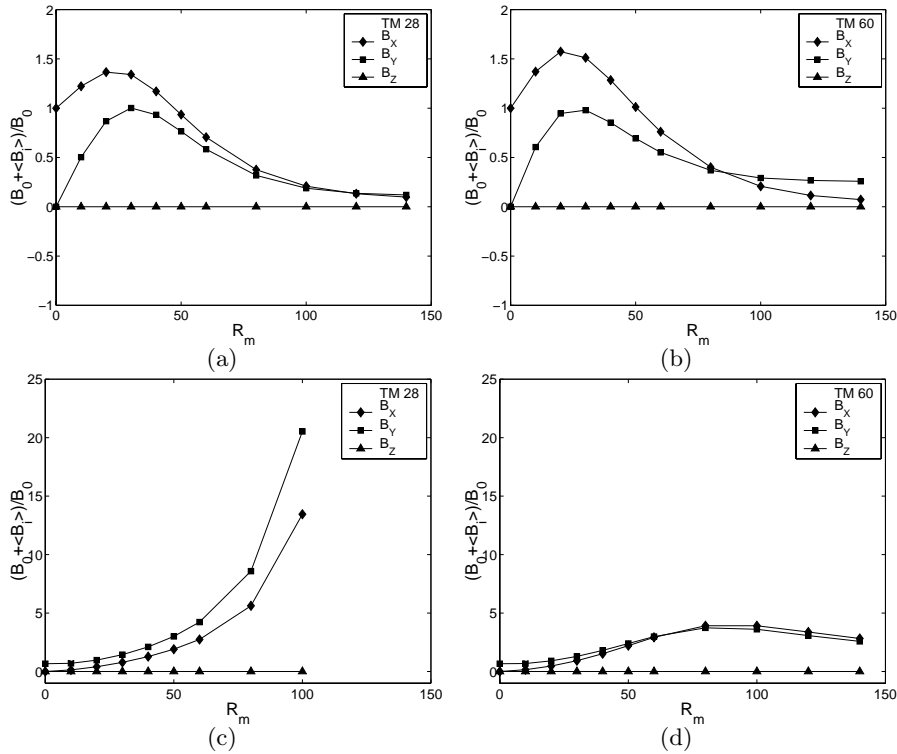 2
1.5
1
0.5
0
−0.5
−1
0 50 100 150
R_m
(B_0+<B_i>)/B_0
TM 28
B_X
B_Y
B_Z
(a)
2
1.5
1
0.5
0
−0.5
−1
0 50 100 150
R_m
(B_0+<B_i>)/B_0
TM 60
B_X
B_Y
B_Z
(b)
25
20
15
10
5
0
0 50 100 150
R_m
(B_0+<B_i>)/B_0
TM 28
B_X
B_Y
B_Z
(c)
25
20
15
10
5
0
0 50 100 150
R_m
(B_0+<B_i>)/B_0
TM 60
B_X
B_Y
B_Z
(d)